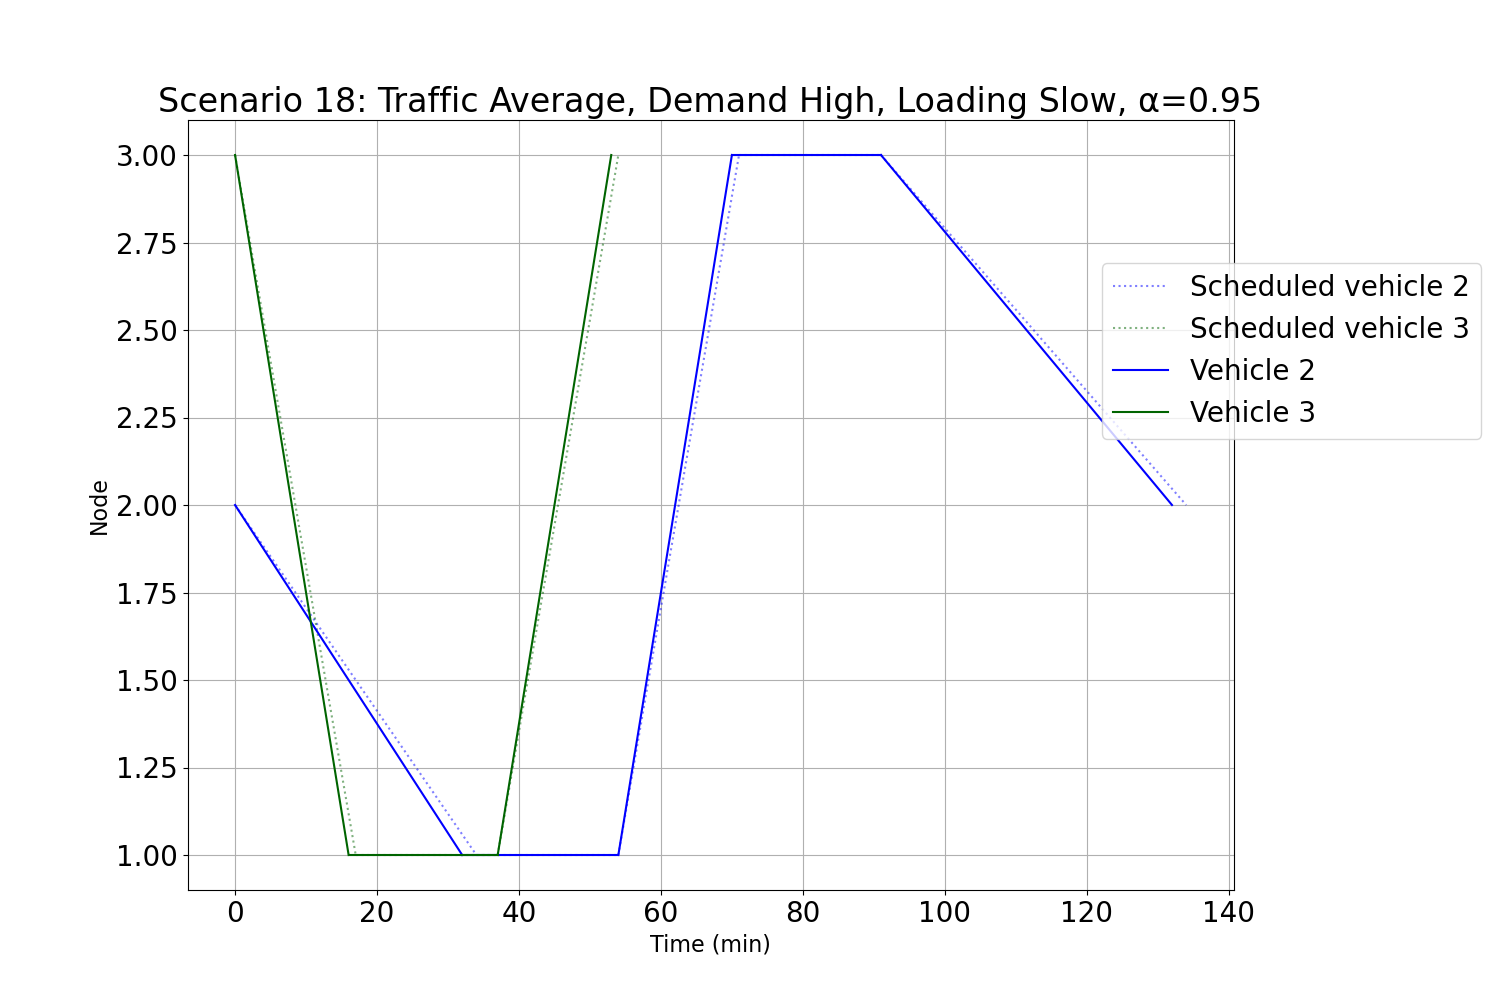 Scenario 18: Traffic Average, Demand High, Loading Slow, α=0.95
3.00
2.75
2.50
2.25
2.00
1.75
1.50
1.25
1.00
Node
0 20 40 60 80 100 120 140
Time (min)
Scheduled vehicle 2
Scheduled vehicle 3
Vehicle 2
Vehicle 3